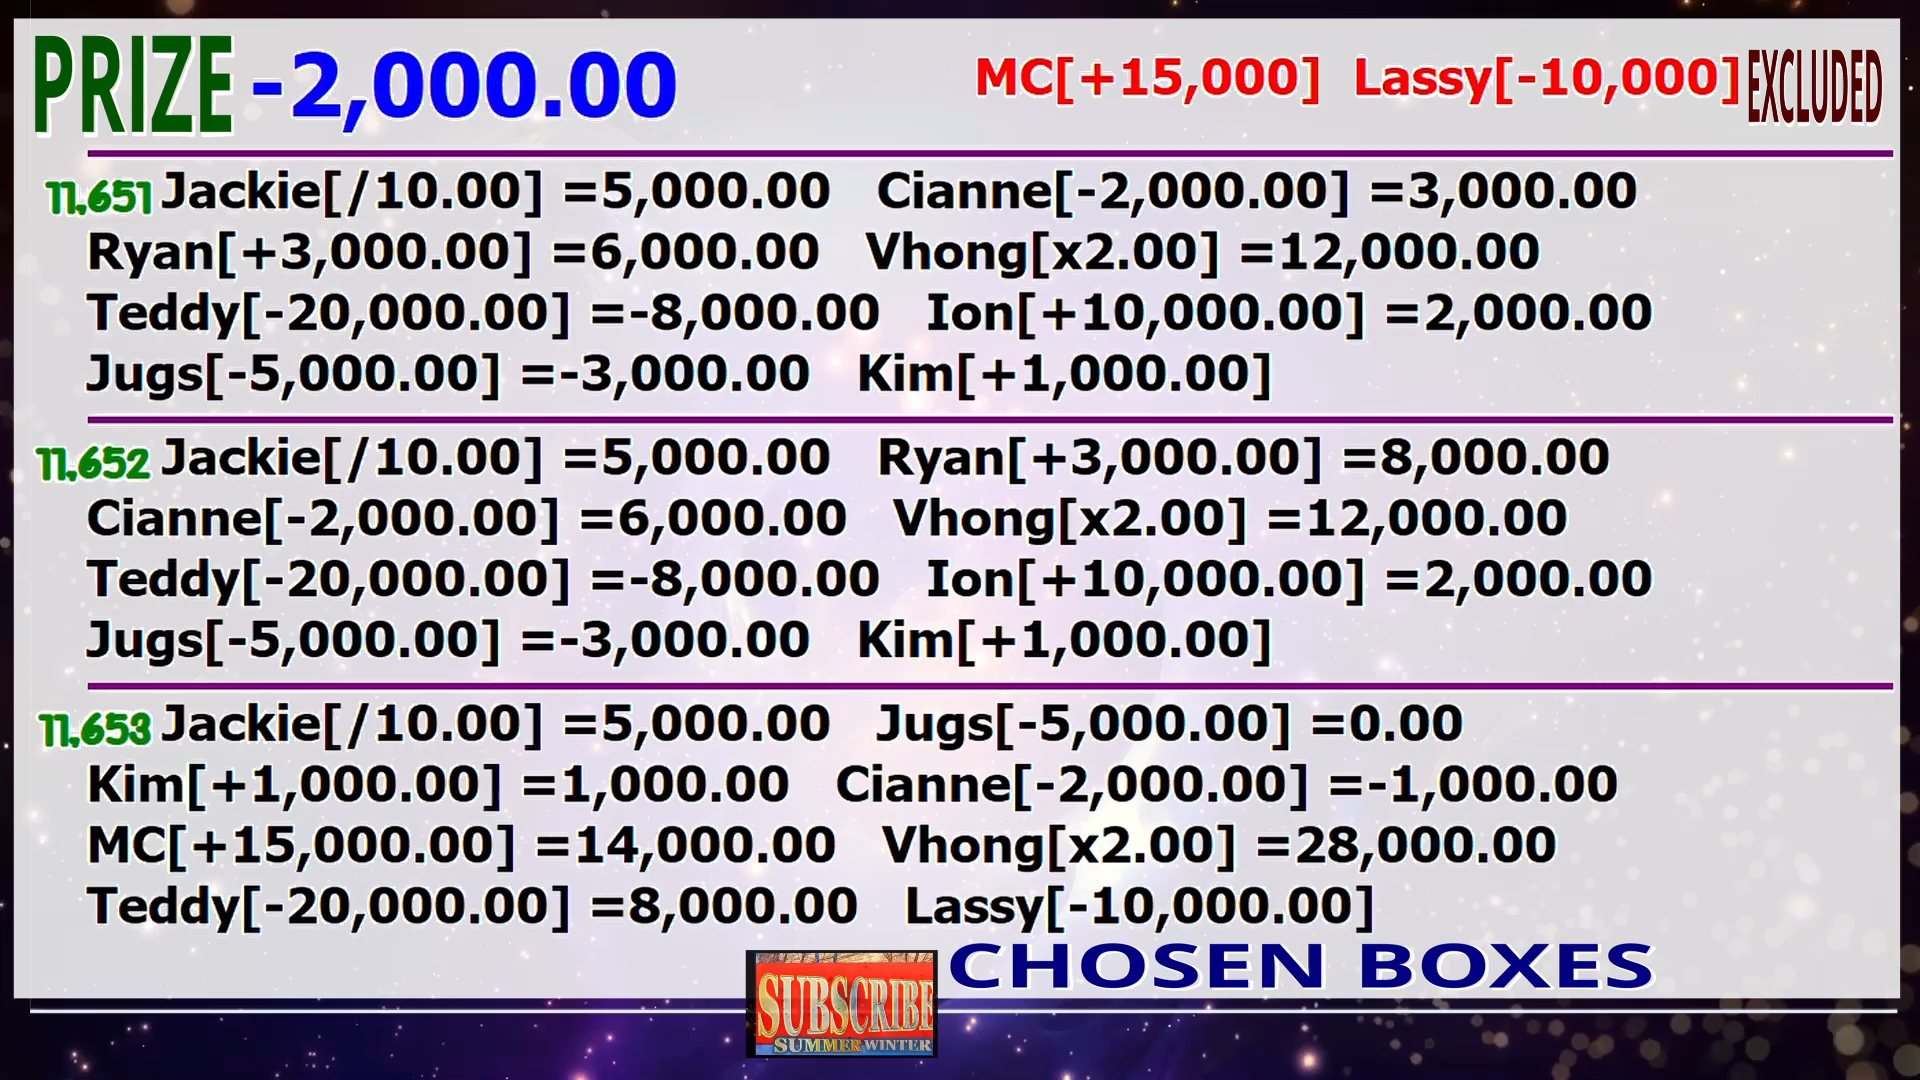 PRIZE -2,000.00 MC[+15,000] Lassy[-10,000] EXCLUDED
11,651 Jackie[/10.00] =5,000.00 Cianne[-2,000.00] =3,000.00
Ryan[+3,000.00] =6,000.00 Vhong[x2.00] =12,000.00
Teddy[-20,000.00] =-8,000.00 Ion[+10,000.00] =2,000.00
Jugs[-5,000.00] =-3,000.00 Kim[+1,000.00]
11,652 Jackie[/10.00] =5,000.00 Ryan[+3,000.00] =8,000.00
Cianne[-2,000.00] =6,000.00 Vhong[x2.00] =12,000.00
Teddy[-20,000.00] =-8,000.00 Ion[+10,000.00] =2,000.00
Jugs[-5,000.00] =-3,000.00 Kim[+1,000.00]
11,653 Jackie[/10.00] =5,000.00 Jugs[-5,000.00] =0.00
Kim[+1,000.00] =1,000.00 Cianne[-2,000.00] =-1,000.00
MC[+15,000.00] =14,000.00 Vhong[x2.00] =28,000.00
Teddy[-20,000.00] =8,000.00 Lassy[-10,000.00]
CHOSEN BOXES
SUBSCRIBE
SUMMER WINTER